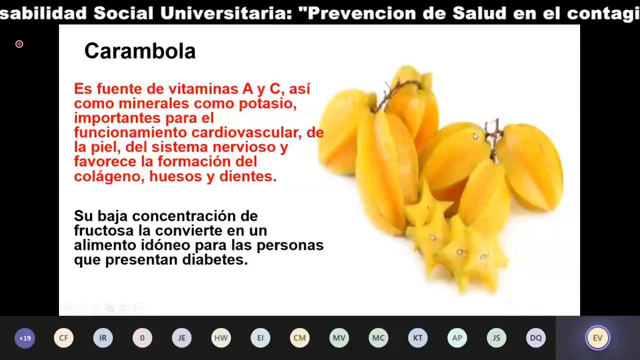 sabilidad Social Universitaria: "Prevencion de Salud en el contagi
Carambola
Es fuente de vitaminas A y C, así
como minerales como potasio,
importantes para el
funcionamiento cardiovascular, de
la piel, del sistema nervioso y
favorece la formación del
colágeno, huesos y dientes.
Su baja concentración de
fructosa la convierte en un
alimento idóneo para las personas
que presentan diabetes.
+19 CF IR 0 JE HW EI CM MV MC KT AP JS DQ EV